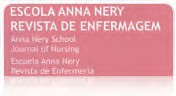 ESCOLA ANNA NERY
REVISTA DE ENFERMAGEM
Anna Nery School
Journal of Nursing
Escuela Anna Nery
Revista de Enfermería